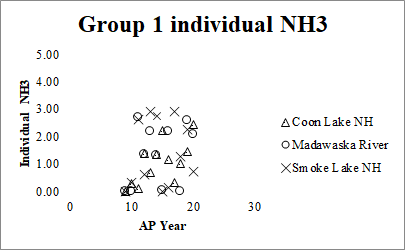 Group 1 individual NH3
5.00
4.00
3.00
2.00
1.00
0.00
Individual NH3
0 10 20 30
AP Year
Coon Lake NH
Madawaska River
Smoke Lake NH